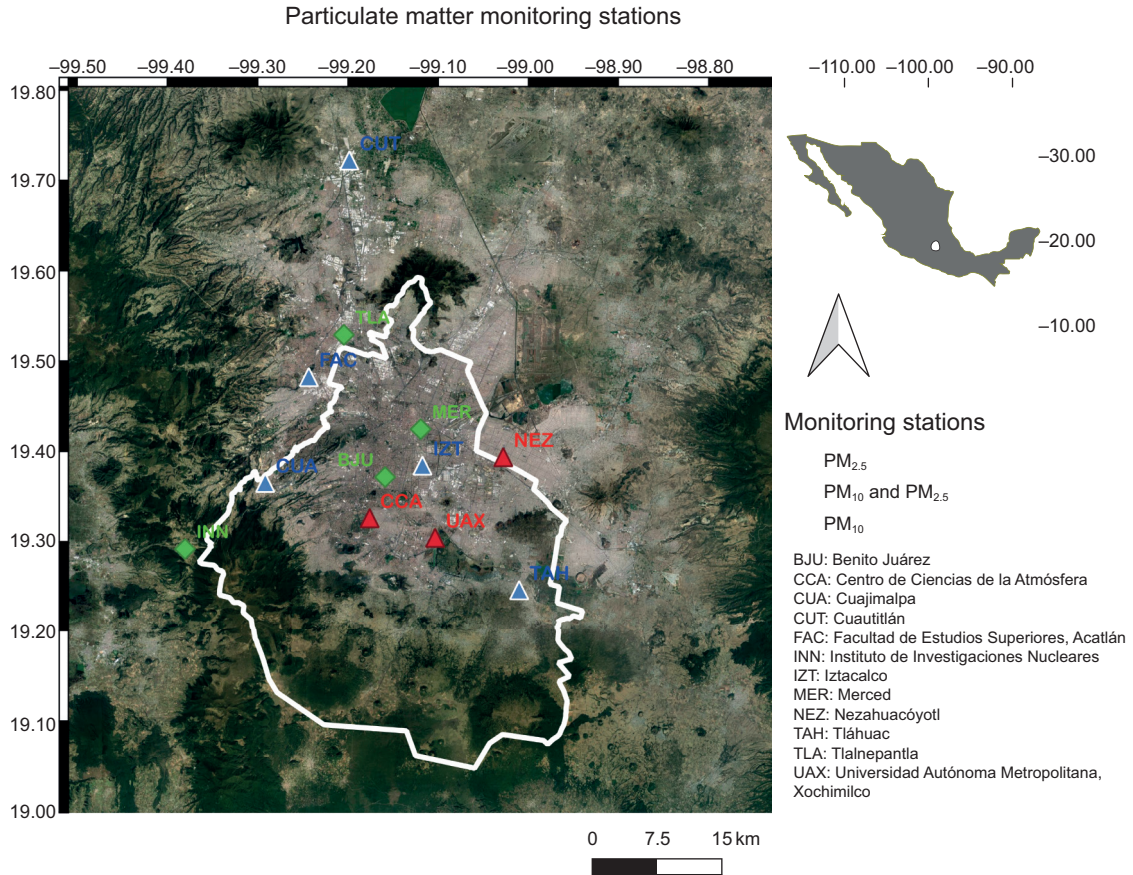 Particulate matter monitoring stations
–99.50 –99.40 –99.30 –99.20 –99.10 –99.00 –98.90 –98.80
19.80
19.70
19.60
19.50
19.40
19.30
19.20
19.10
19.00
CUT
TLA
FAC
MER
NEZ
IZT
BJU
CUA
CCA
UAX
INN
TAH
0 7.5 15 km
–110.00 –100.00 –90.00
–30.00
–20.00
–10.00
Monitoring stations
PM2.5
PM10 and PM2.5
PM10
BJU: Benito Juárez
CCA: Centro de Ciencias de la Atmósfera
CUA: Cuajimalpa
CUT: Cuautitlán
FAC: Facultad de Estudios Superiores, Acatlán
INN: Instituto de Investigaciones Nucleares
IZT: Iztacalco
MER: Merced
NEZ: Nezahuacóyotl
TAH: Tláhuac
TLA: Tlalnepantla
UAX: Universidad Autónoma Metropolitana,
Xochimilco